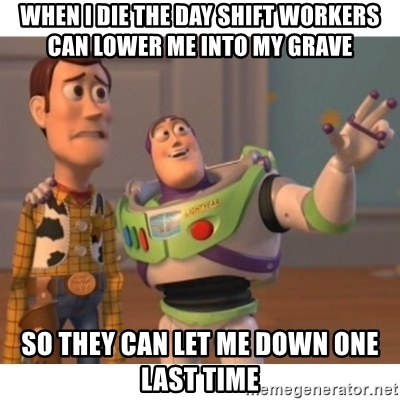 WHEN I DIE THE DAY SHIFT WORKERS
CAN LOWER ME INTO MY GRAVE
LIGHTYEAR
SO THEY CAN LET ME DOWN ONE
LAST TIME
memegenerator.net